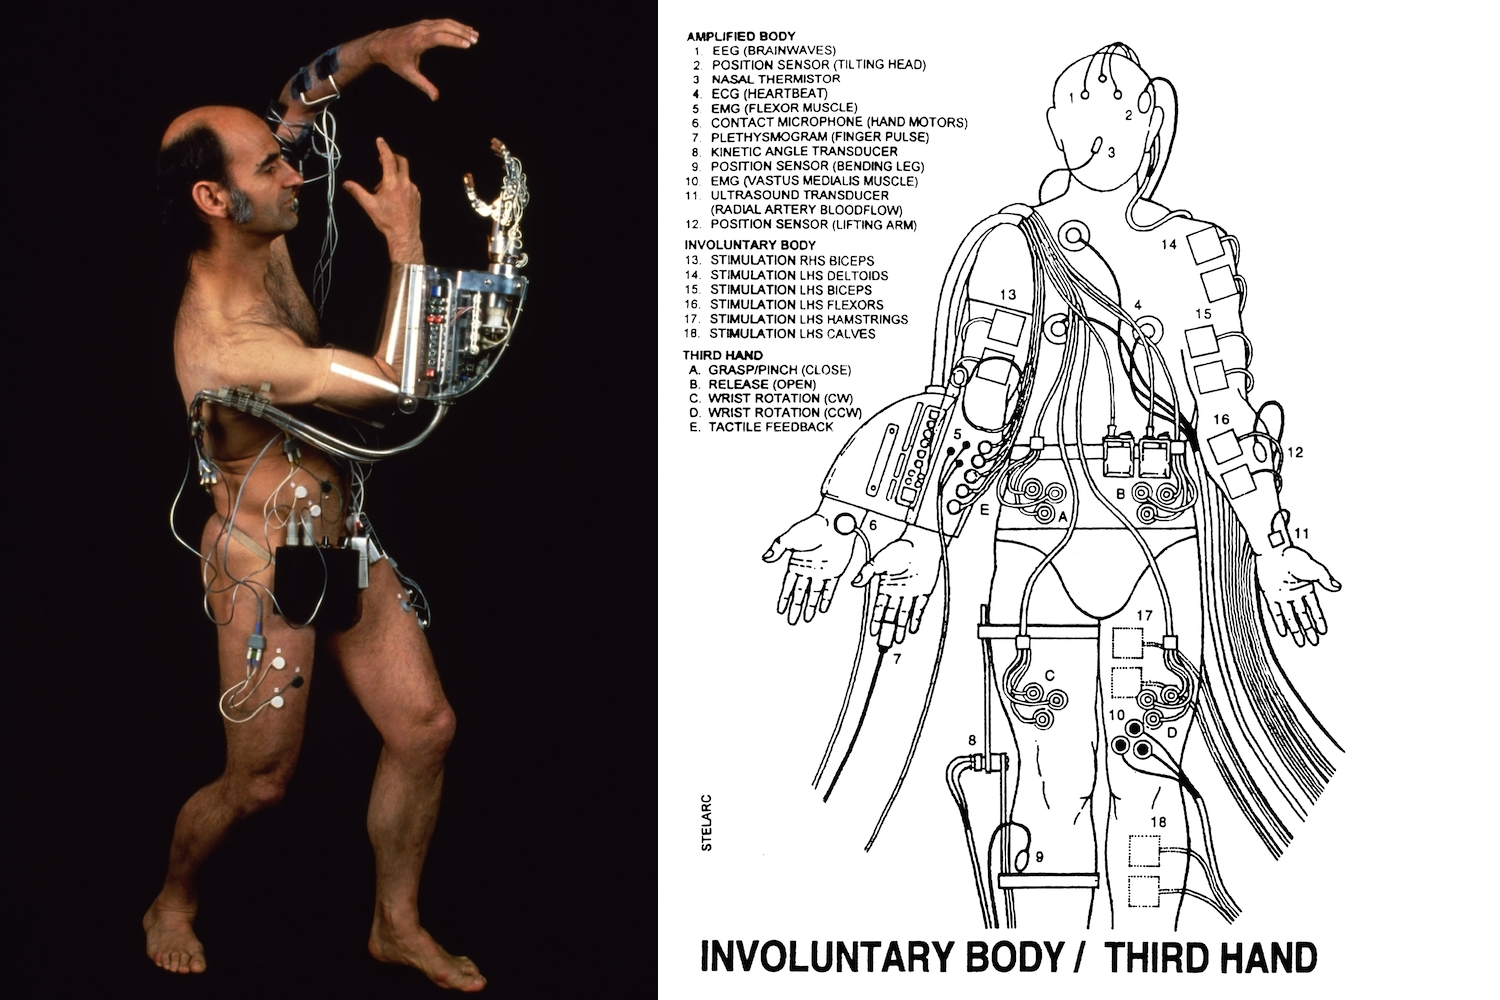 AMPLIFIED BODY
1. EEG (BRAINWAVES)
2. POSITION SENSOR (TILTING HEAD)
3 NASAL THERMISTOR
4. ECG (HEARTBEAT)
5. EMG (FLEXOR MUSCLE)
6. CONTACT MICROPHONE (HAND MOTORS)
7. PLETHYSMOGRAM (FINGER PULSE)
8. KINETIC ANGLE TRANSDUCER
9. POSITION SENSOR (BENDING LEG)
10. EMG (VASTUS MEDIALIS MUSCLE)
11. ULTRASOUND TRANSDUCER
(RADIAL ARTERY BLOODFLOW)
12. POSITION SENSOR (LIFTING ARM)
INVOLUNTARY BODY
13. STIMULATION RHS BICEPS
14. STIMULATION LHS DELTOIDS
15. STIMULATION LHS BICEPS
16. STIMULATION LHS FLEXORS
17. STIMULATION LHS HAMSTRINGS
18. STIMULATION LHS CALVES
THIRD HAND
A. GRASP/PINCH (CLOSE)
B. RELEASE (OPEN)
C. WRIST ROTATION (CW)
D. WRIST ROTATION (CCW)
E. TACTILE FEEDBACK
1
2
3
14
13
4
15
16
5
12
B
E
A
6
11
17
7
C
10
D
8
18
9
STELARC
INVOLUNTARY BODY / THIRD HAND